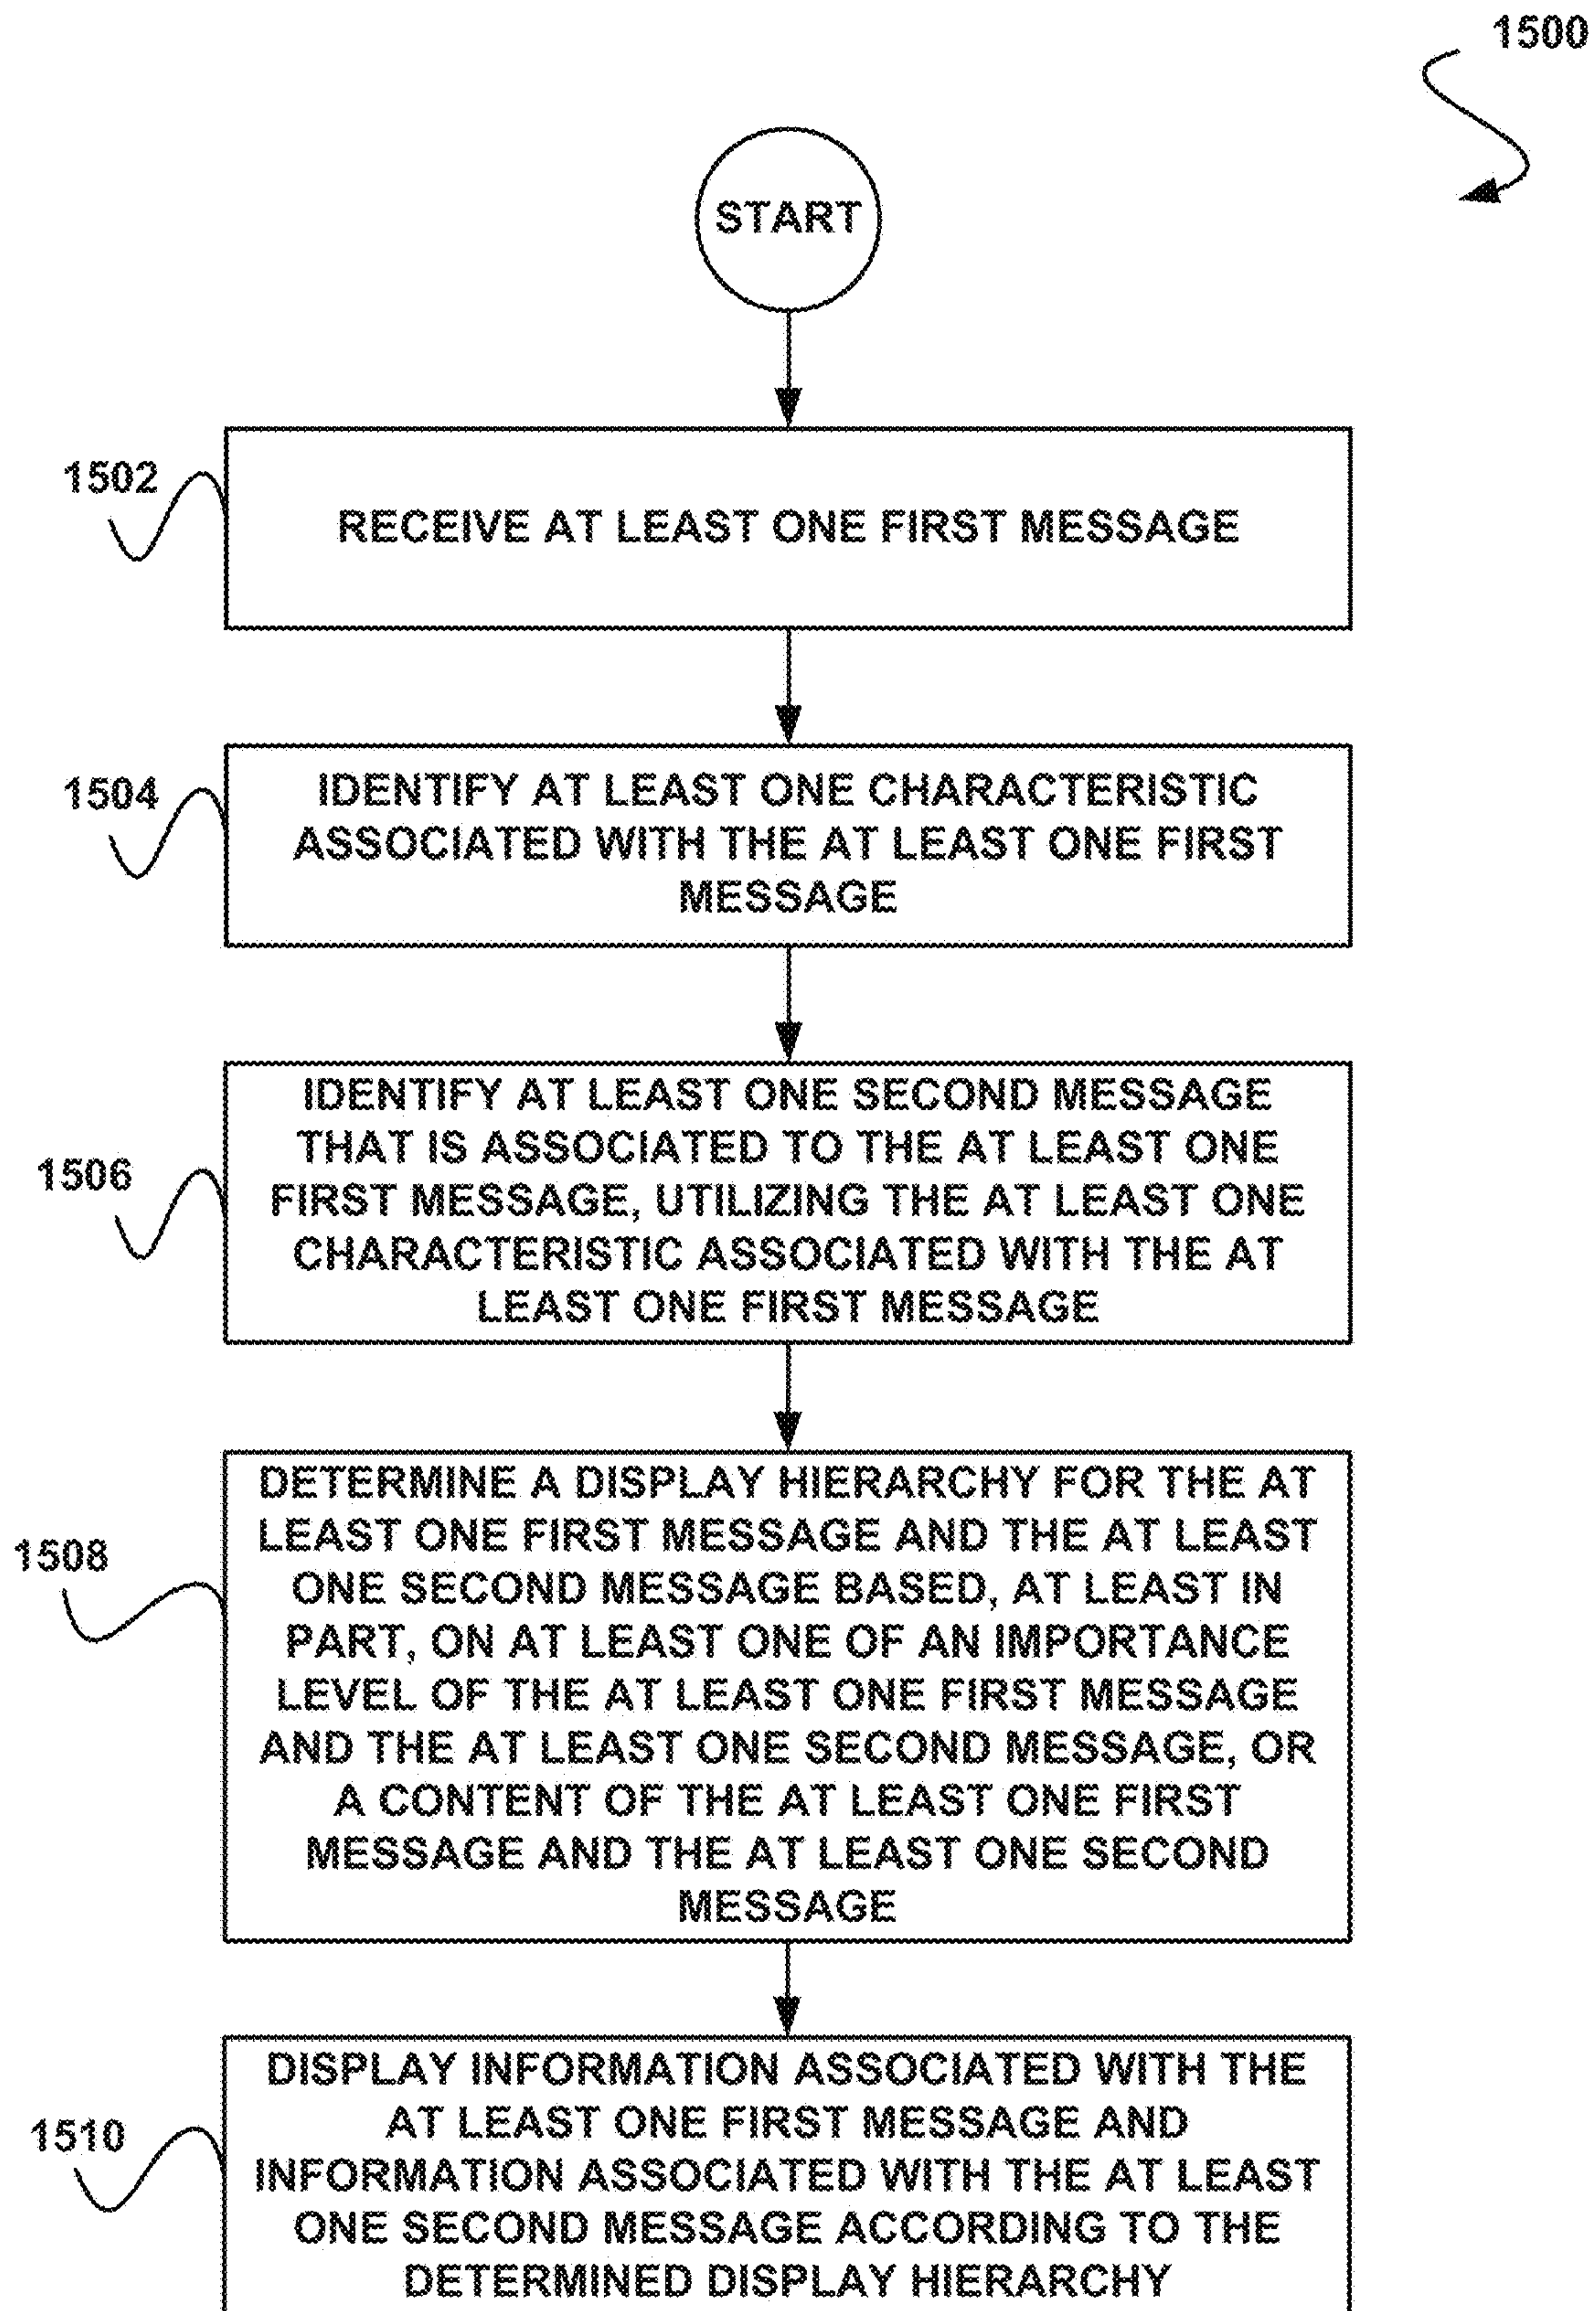 1500
START
1502
RECEIVE AT LEAST ONE FIRST MESSAGE
1504
IDENTIFY AT LEAST ONE CHARACTERISTIC
ASSOCIATED WITH THE AT LEAST ONE FIRST
MESSAGE
1506
IDENTIFY AT LEAST ONE SECOND MESSAGE
THAT IS ASSOCIATED TO THE AT LEAST ONE
FIRST MESSAGE, UTILIZING THE AT LEAST ONE
CHARACTERISTIC ASSOCIATED WITH THE AT
LEAST ONE FIRST MESSAGE
1508
DETERMINE A DISPLAY HIERARCHY FOR THE AT
LEAST ONE FIRST MESSAGE AND THE AT LEAST
ONE SECOND MESSAGE BASED, AT LEAST IN
PART, ON AT LEAST ONE OF AN IMPORTANCE
LEVEL OF THE AT LEAST ONE FIRST MESSAGE
AND THE AT LEAST ONE SECOND MESSAGE, OR
A CONTENT OF THE AT LEAST ONE FIRST
MESSAGE AND THE AT LEAST ONE SECOND
MESSAGE
1510
DISPLAY INFORMATION ASSOCIATED WITH THE
AT LEAST ONE FIRST MESSAGE AND
INFORMATION ASSOCIATED WITH THE AT LEAST
ONE SECOND MESSAGE ACCORDING TO THE
DETERMINED DISPLAY HIERARCHY